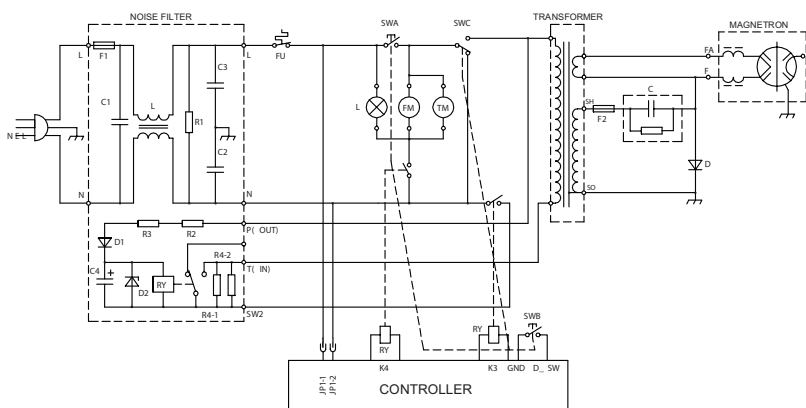 NOISE FILTER
SWA
SWC
TRANSFORMER
MAGNETRON
L
F1
L
FU
C3
FA
F
C1
L
R1
L
FM
TM
SH
F2
C
N E L
C2
D
N
N
SO
R3
R2
P( OUT)
D1
R4-2
T( IN)
C4
+
D2
RY
R4-1
SW2
RY
SWB
RY
JP1-1
JP1-2
K4
K3
GND
D_ SW
CONTROLLER